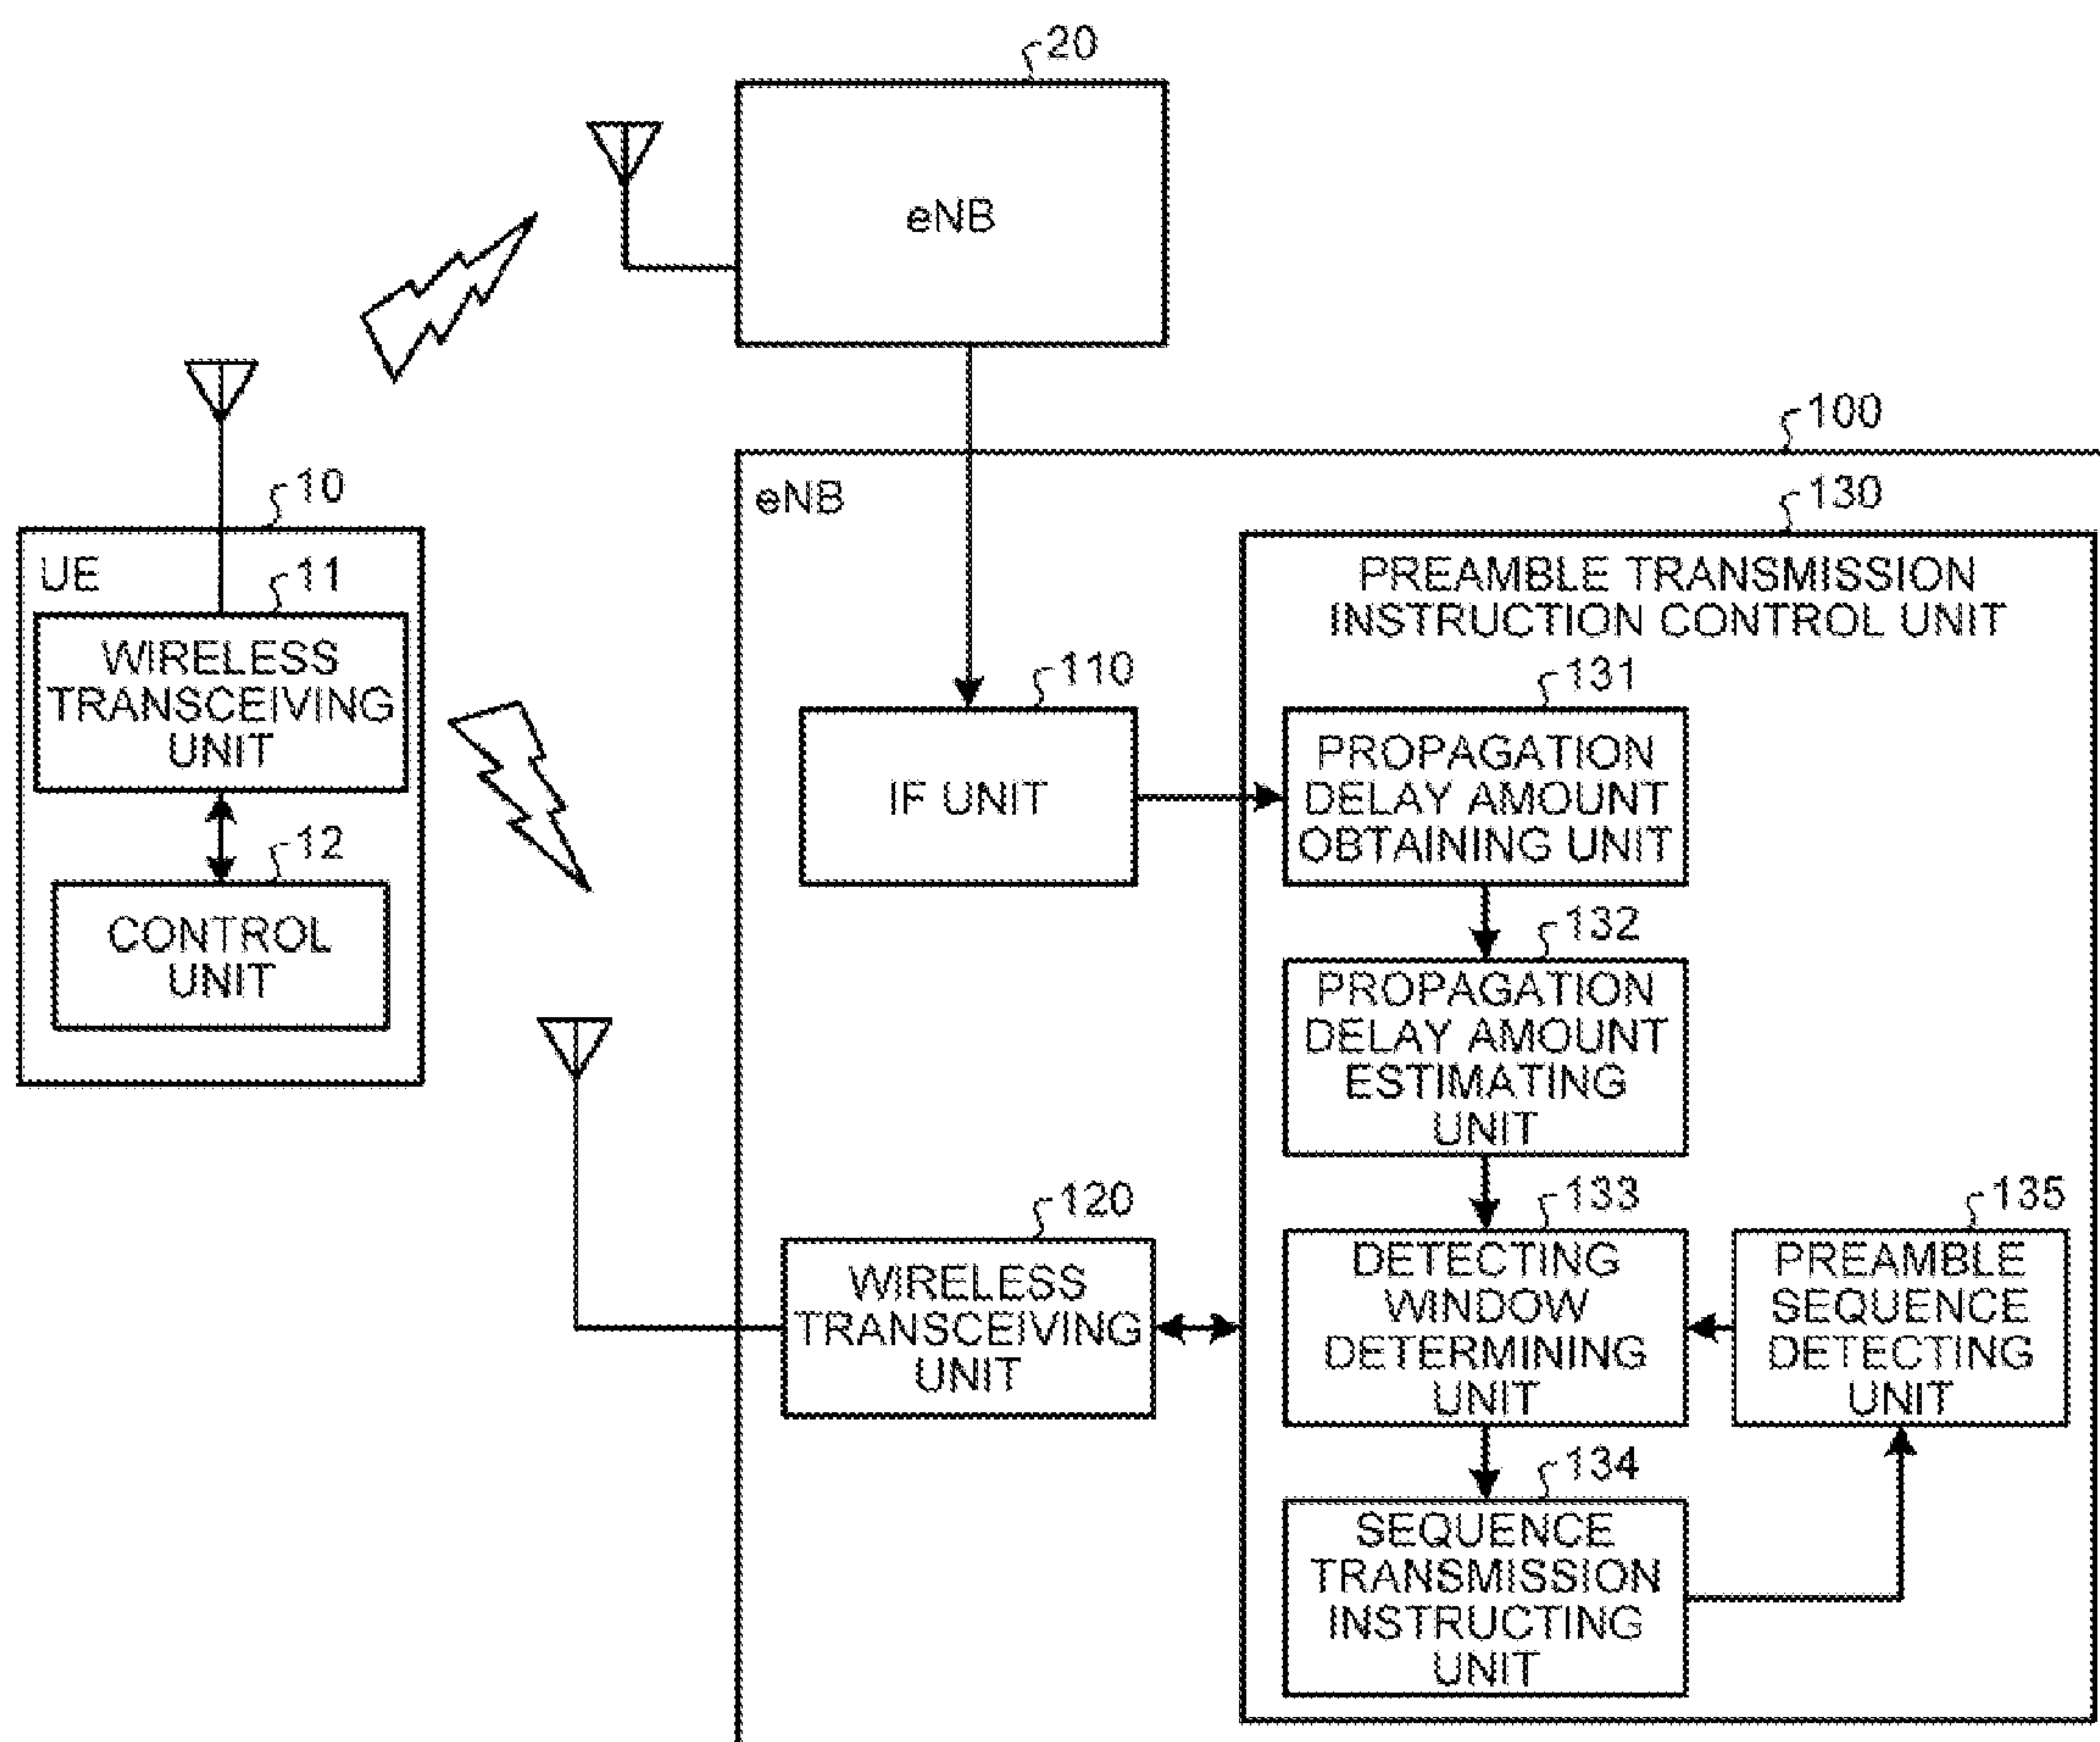 20
eNB
100
eNB
130
PREAMBLE TRANSMISSION
INSTRUCTION CONTROL UNIT
10
UE
11
WIRELESS
TRANSCEIVING
UNIT
12
CONTROL
UNIT
110
IF UNIT
131
PROPAGATION
DELAY AMOUNT
OBTAINING UNIT
132
PROPAGATION
DELAY AMOUNT
ESTIMATING
UNIT
120
WIRELESS
TRANSCEIVING
UNIT
133
DETECTING
WINDOW
DETERMINING
UNIT
135
PREAMBLE
SEQUENCE
DETECTING
UNIT
134
SEQUENCE
TRANSMISSION
INSTRUCTING
UNIT